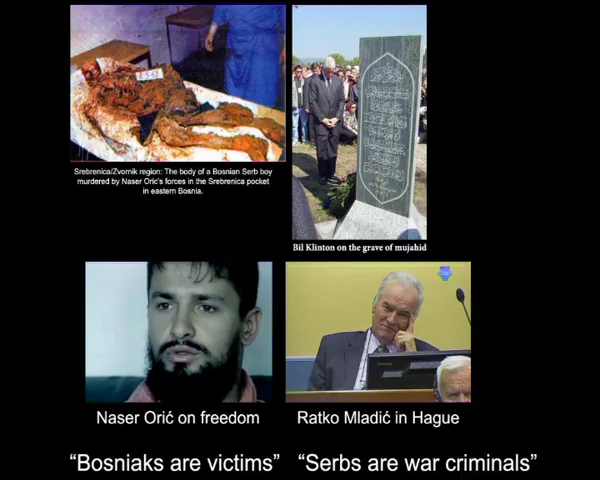 Srebrenica/Zvornik region: The body of a Bosnian Serb boy
murdered by Naser Oric's forces in the Srebrenica pocket
in eastern Bosnia.
Bil Klinton on the grave of mujahid
Naser Orić on freedom
Ratko Mladić in Hague
“Bosniaks are victims”
“Serbs are war criminals”